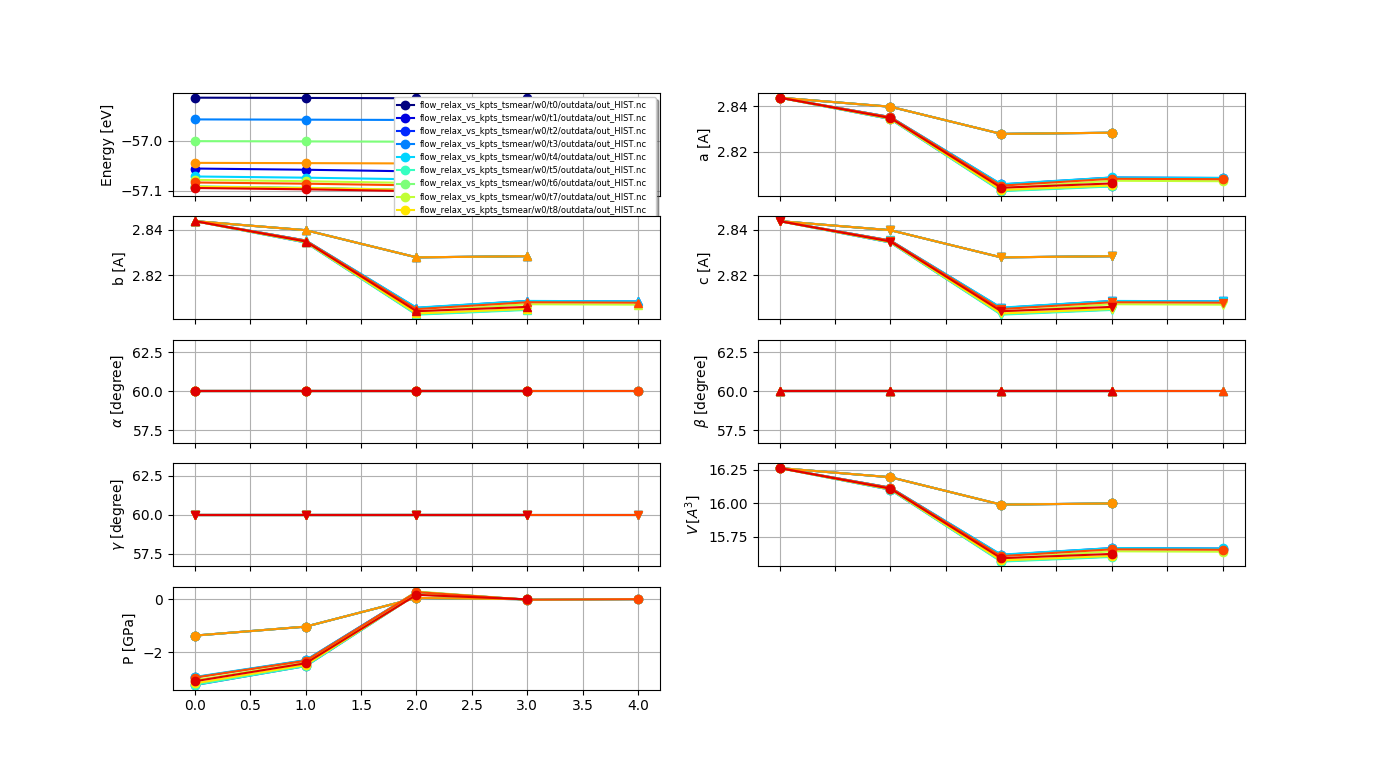 Energy [eV]
−57.0
−57.1
flow_relax_vs_kpts_tsmear/w0/t0/outdata/out_HIST.nc
flow_relax_vs_kpts_tsmear/w0/t1/outdata/out_HIST.nc
flow_relax_vs_kpts_tsmear/w0/t2/outdata/out_HIST.nc
flow_relax_vs_kpts_tsmear/w0/t3/outdata/out_HIST.nc
flow_relax_vs_kpts_tsmear/w0/t4/outdata/out_HIST.nc
flow_relax_vs_kpts_tsmear/w0/t5/outdata/out_HIST.nc
flow_relax_vs_kpts_tsmear/w0/t6/outdata/out_HIST.nc
flow_relax_vs_kpts_tsmear/w0/t7/outdata/out_HIST.nc
flow_relax_vs_kpts_tsmear/w0/t8/outdata/out_HIST.nc
a [A]
2.84
2.82
b [A]
2.84
2.82
c [A]
2.84
2.82
α [degree]
62.5
60.0
57.5
β [degree]
62.5
60.0
57.5
γ [degree]
62.5
60.0
57.5
V[A³]
16.25
16.00
15.75
P [GPa]
0
−2
0.0 0.5 1.0 1.5 2.0 2.5 3.0 3.5 4.0